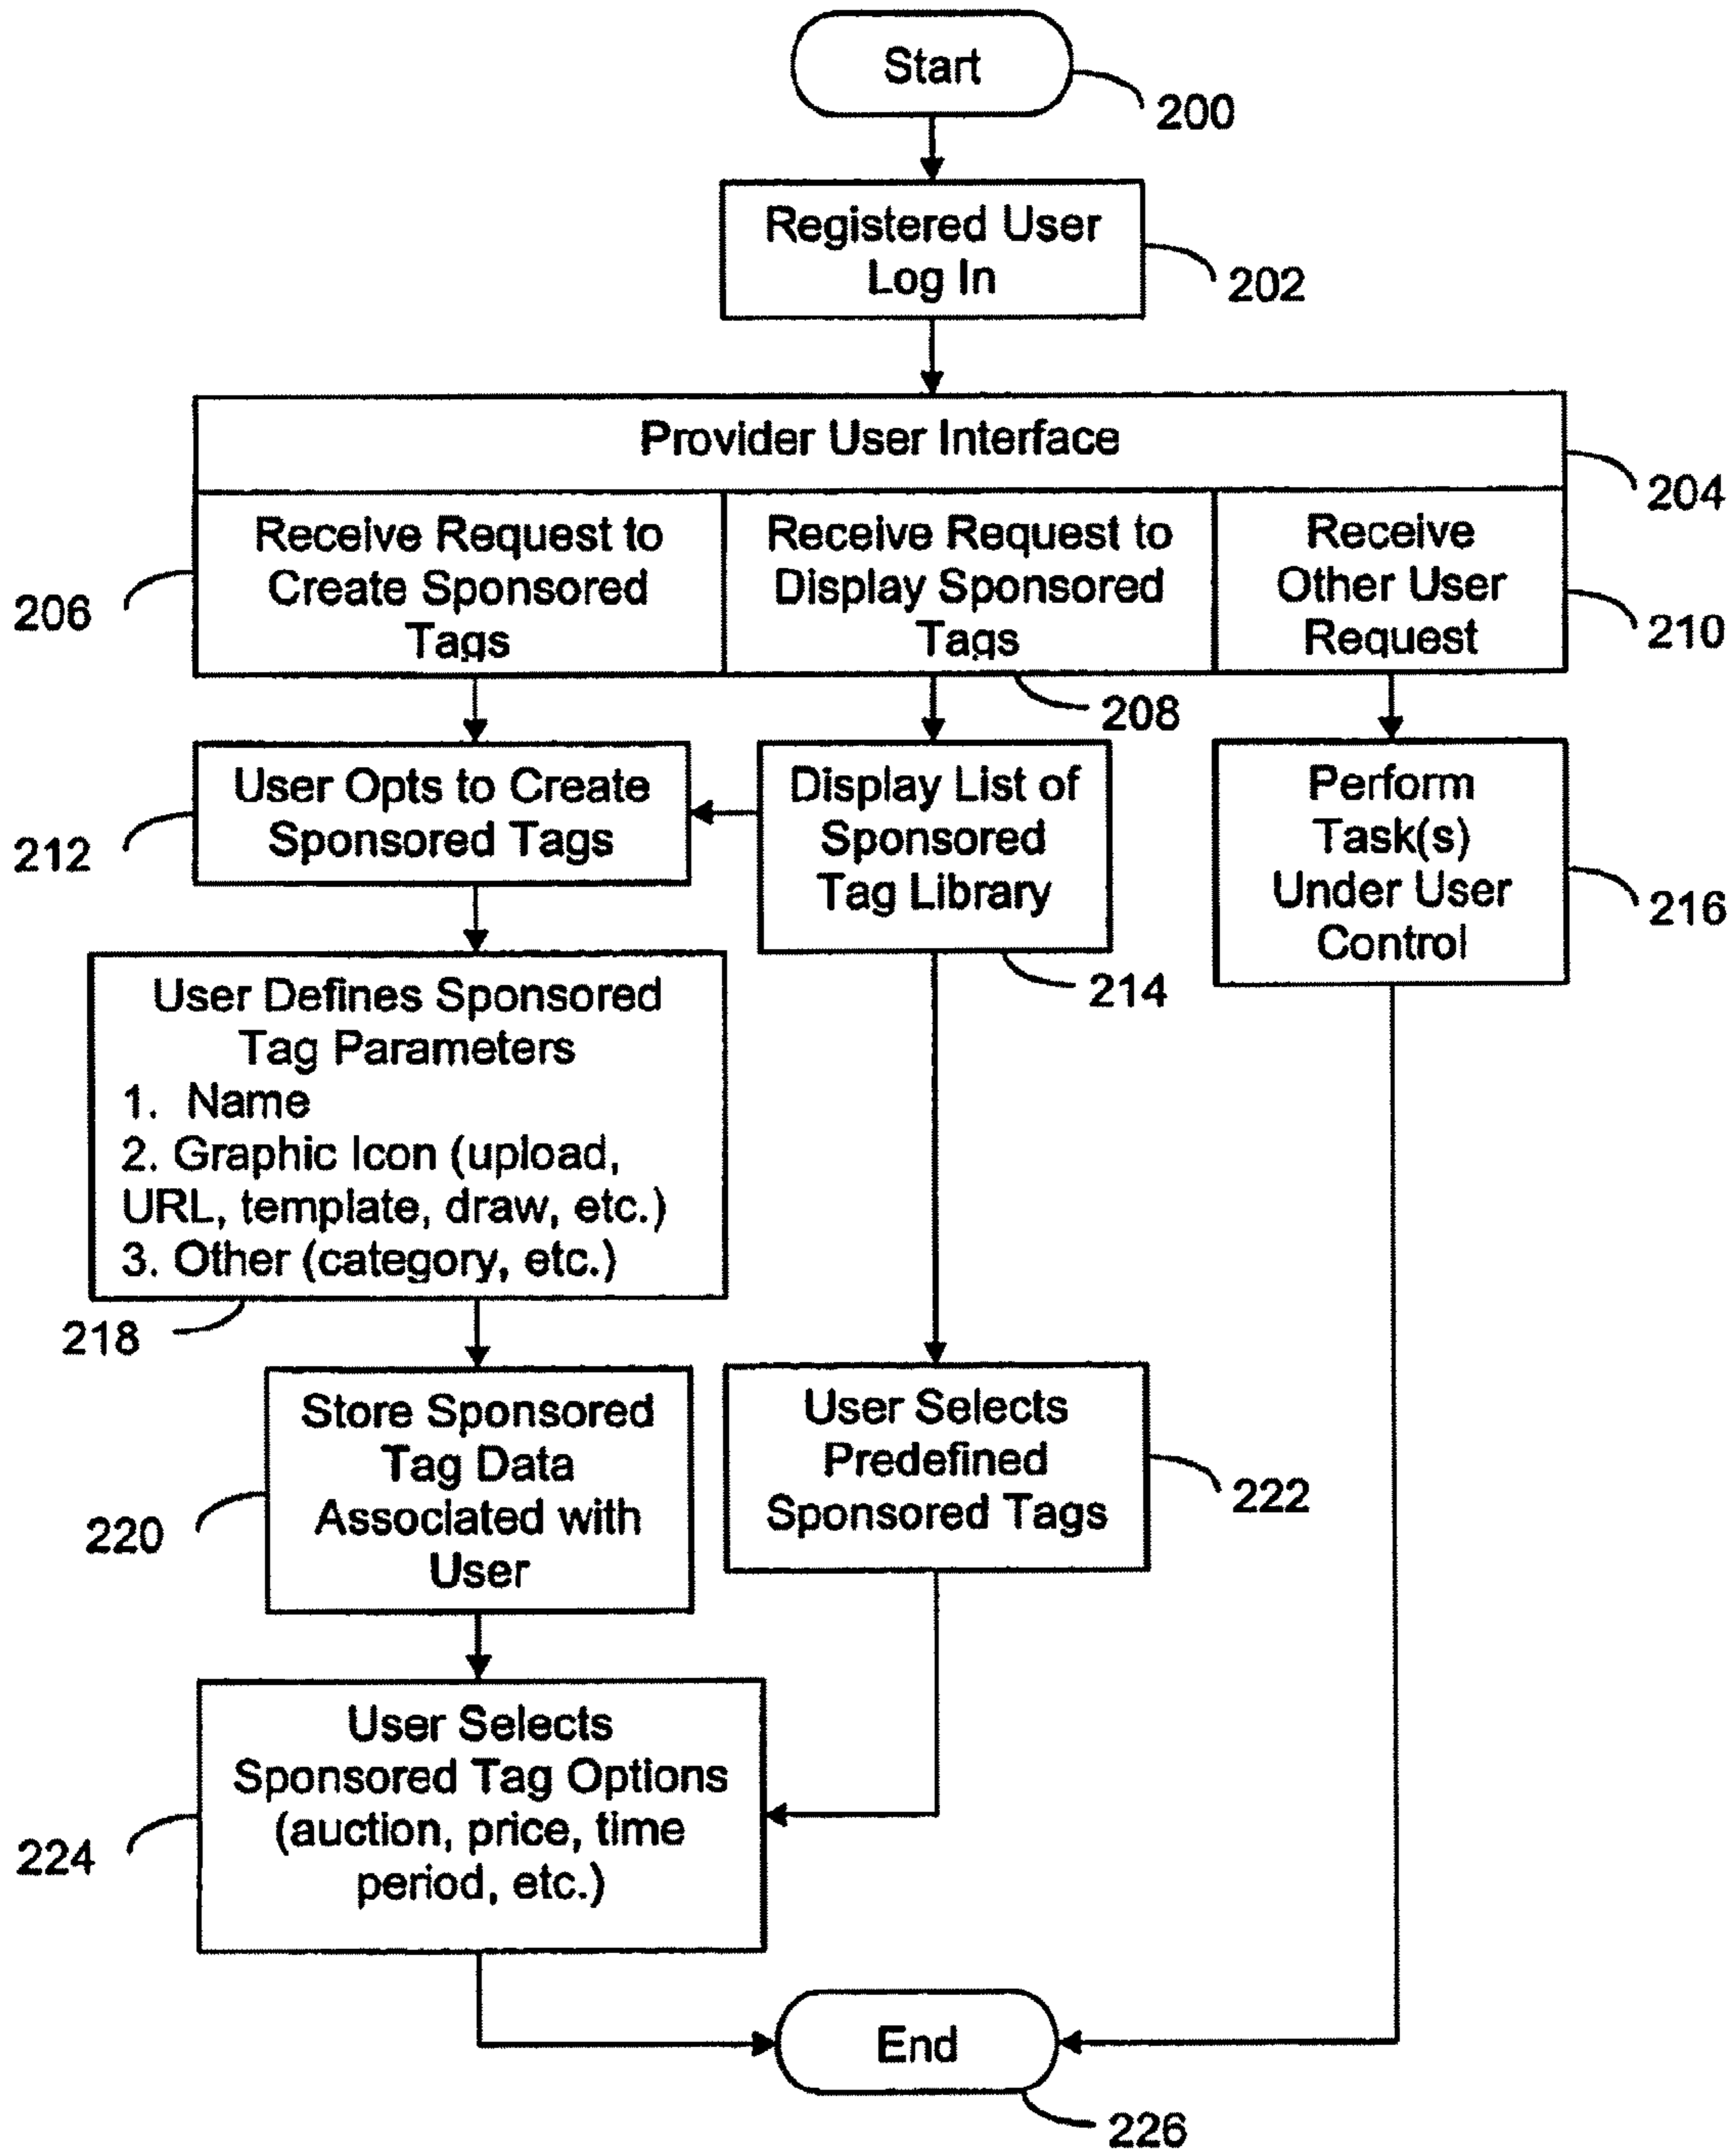 Start
200
Registered User
Log In
202
Provider User Interface
204
Receive Request to
Create Sponsored
Tags
206
Receive Request to
Display Sponsored
Tags
208
Receive
Other User
Request
210
User Opts to Create
Sponsored Tags
212
Display List of
Sponsored
Tag Library
214
Perform
Task(s)
Under User
Control
216
User Defines Sponsored
Tag Parameters
1. Name
2. Graphic Icon (upload,
URL, template, draw, etc.)
3. Other (category, etc.)
218
Store Sponsored
Tag Data
Associated with
User
220
User Selects
Predefined
Sponsored Tags
222
User Selects
Sponsored Tag Options
(auction, price, time
period, etc.)
224
End
226